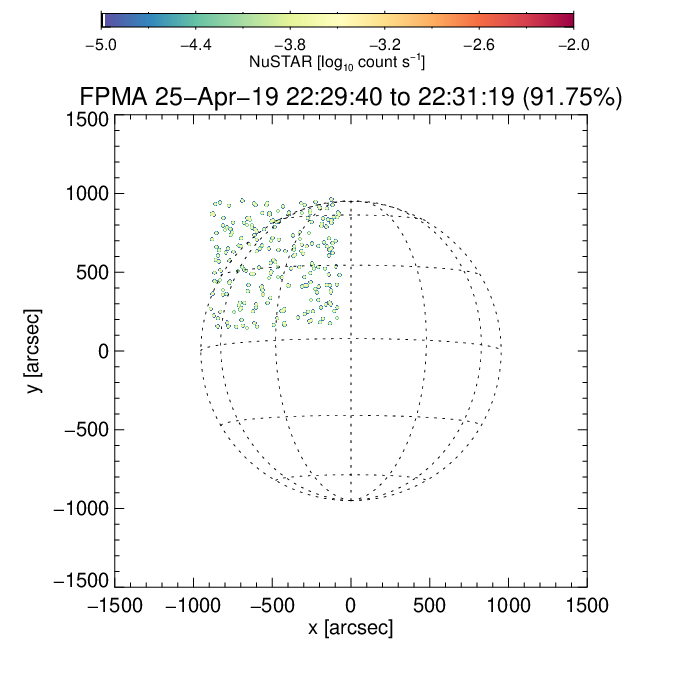 −5.0 −4.4 −3.8 −3.2 −2.6 −2.0
NuSTAR [log₁₀ count s⁻¹]
FPMA 25−Apr−19 22:29:40 to 22:31:19 (91.75%)
1500
1000
500
0
−500
−1000
−1500
y [arcsec]
−1500 −1000 −500 0 500 1000 1500
x [arcsec]